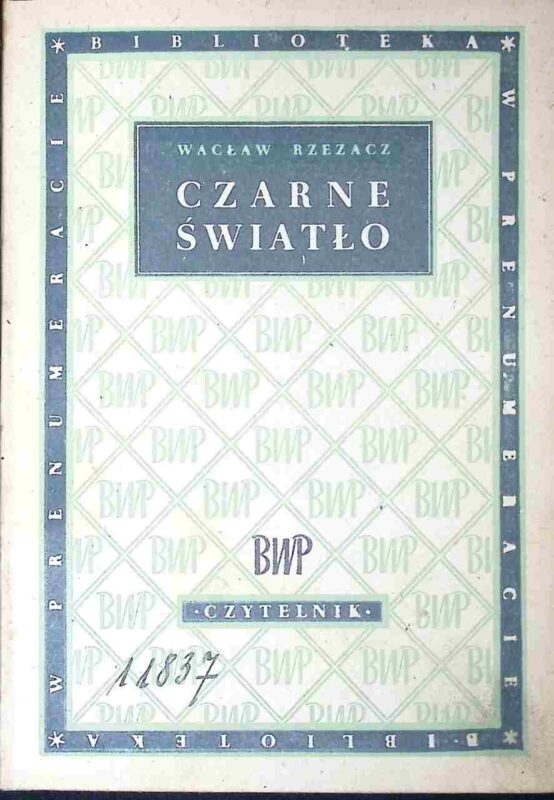 BIBLIOTEKA
W PRENUMERACIE
W PRENUMERACIE
WACŁAW RZEZACZ
CZARNE
ŚWIATŁO
BWP
·CZYTELNIK·
11837
BIBLIOTEKA